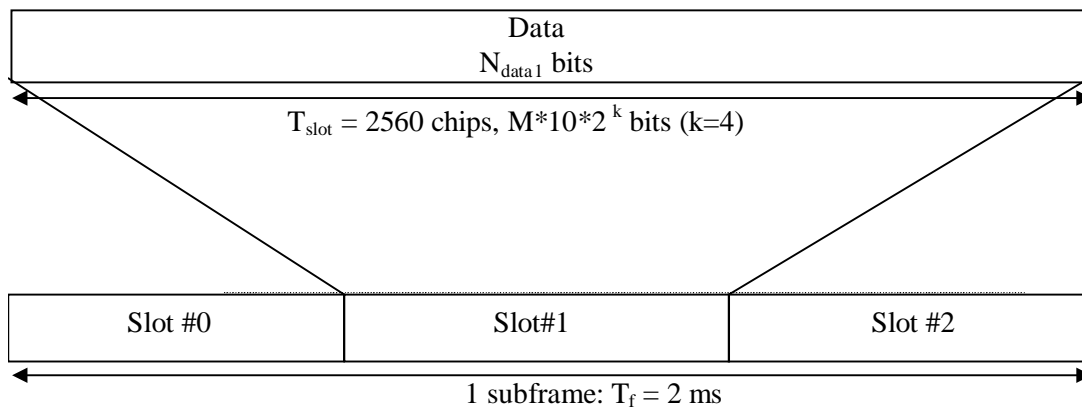 Data
N_data1 bits
T_slot = 2560 chips, M*10*2^k bits (k=4)
Slot #0
Slot#1
Slot #2
1 subframe: T_f = 2 ms